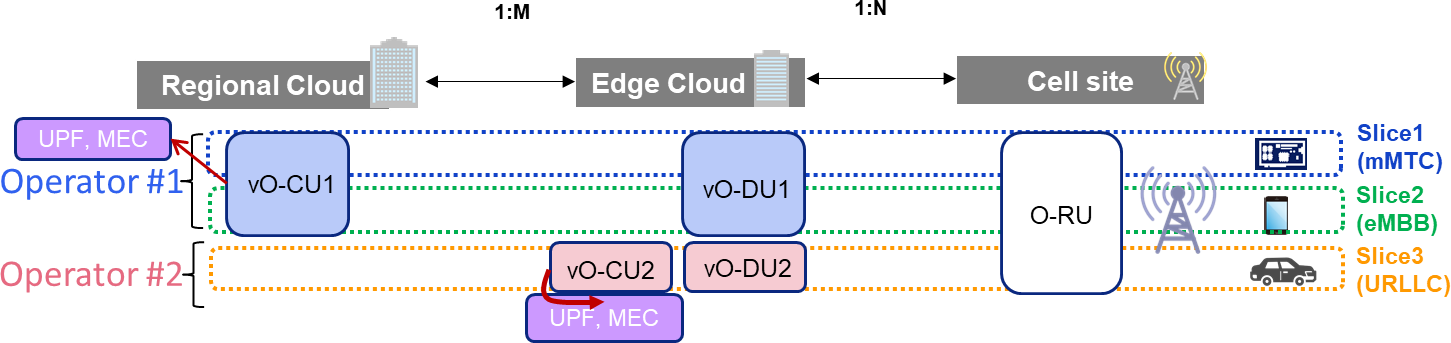 1:M
1:N
Regional Cloud
Edge Cloud
Cell site
UPF, MEC
Operator #1
vO-CU1
vO-DU1
O-RU
Slice1
(mMTC)
Slice2
(eMBB)
Operator #2
vO-CU2
vO-DU2
UPF, MEC
Slice3
(URLLC)